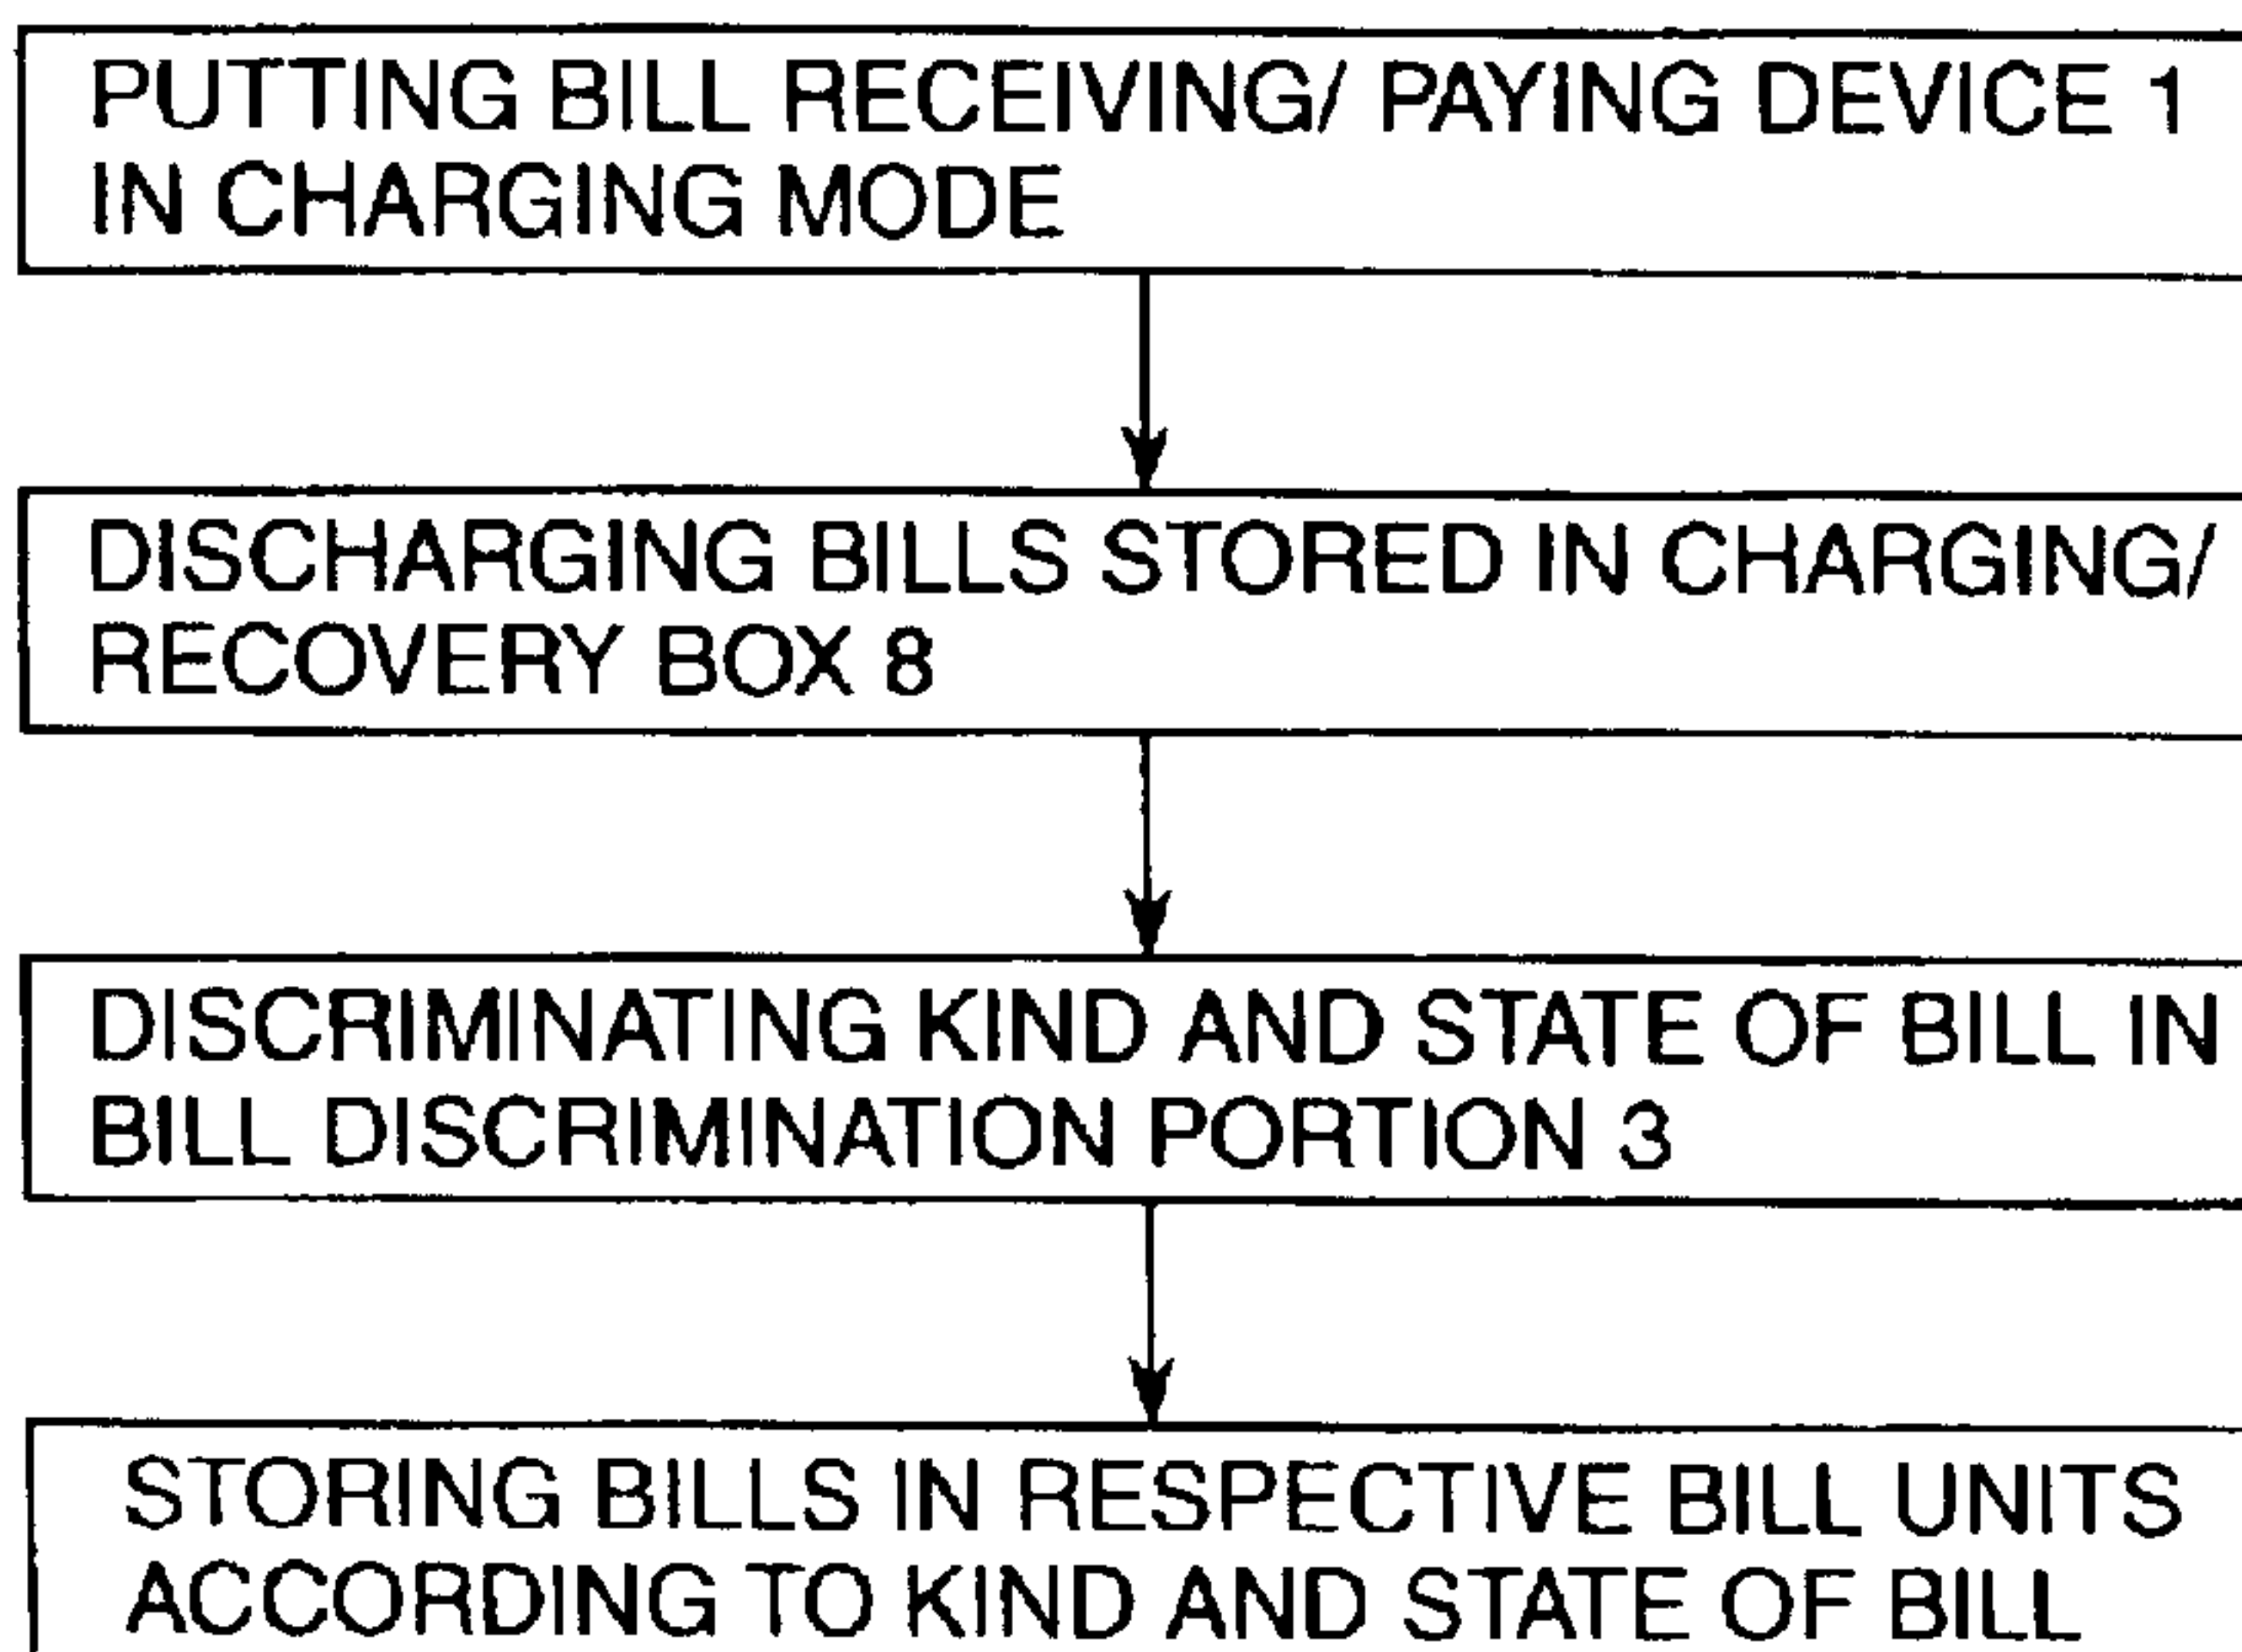 PUTTING BILL RECEIVING/ PAYING DEVICE 1
IN CHARGING MODE
DISCHARGING BILLS STORED IN CHARGING/
RECOVERY BOX 8
DISCRIMINATING KIND AND STATE OF BILL IN
BILL DISCRIMINATION PORTION 3
STORING BILLS IN RESPECTIVE BILL UNITS
ACCORDING TO KIND AND STATE OF BILL